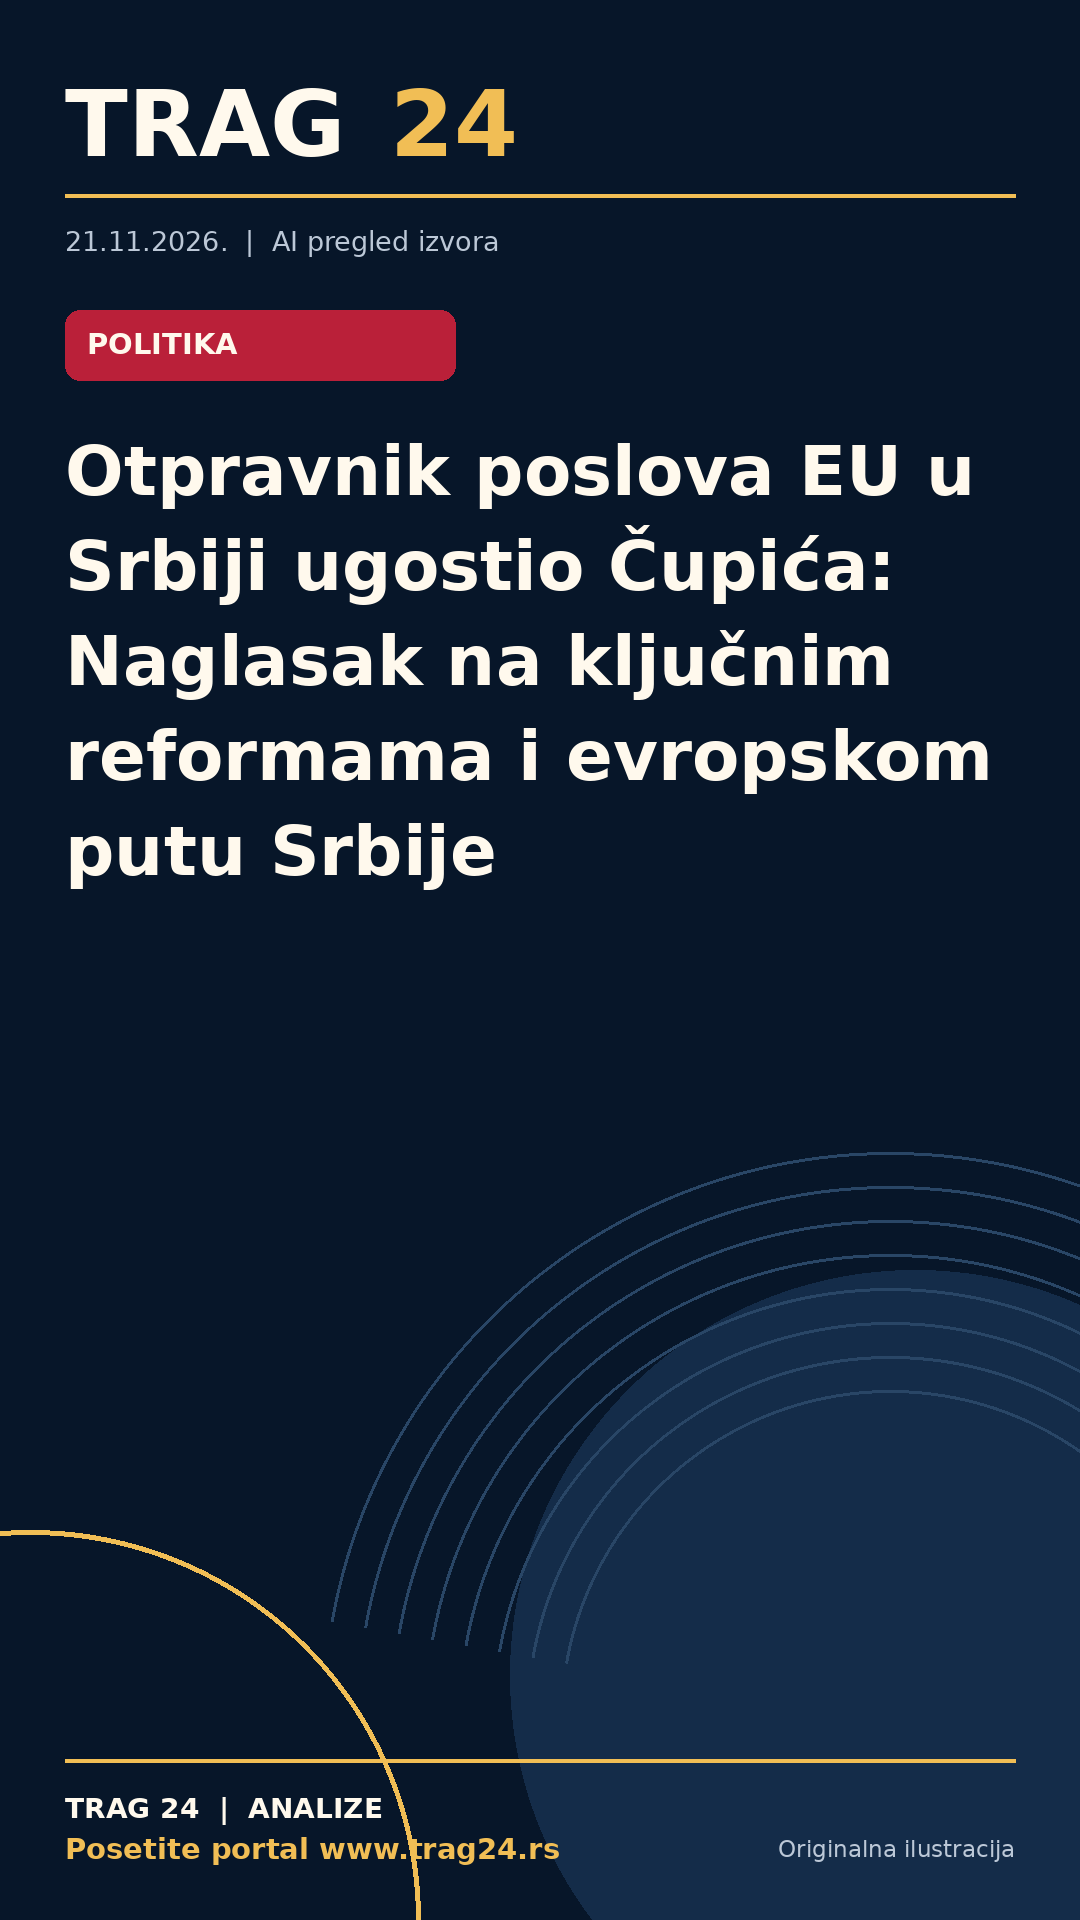 TRAG 24
21.11.2026. | AI pregled izvora
POLITIKA
Otpravnik poslova EU u
Srbiji ugostio Čupića:
Naglasak na ključnim
reformama i evropskom
putu Srbije
TRAG 24 | ANALIZE
Posetite portal www.trag24.rs
Originalna ilustracija